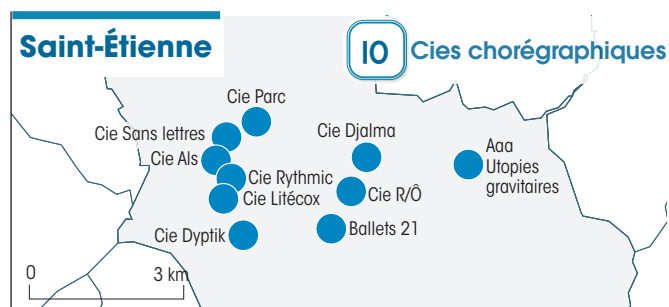 Saint-Étienne
10 Cies chorégraphiques
Cie Parc
Cie Sans lettres
Cie Djalma
Cie Als
Aaa
Utopies
gravitaires
Cie Rythmic
Cie Litécox
Cie R/Ô
Cie Dyptik
Ballets 21
0 3 km